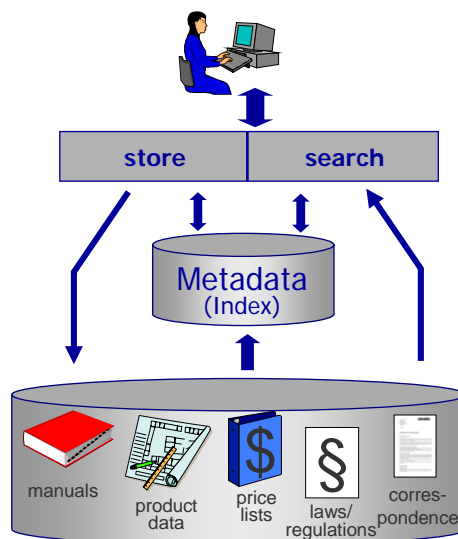 store search
Metadata
(Index)
$
§
manuals
product
data
price
lists
laws/
regulations
corres-
pondence